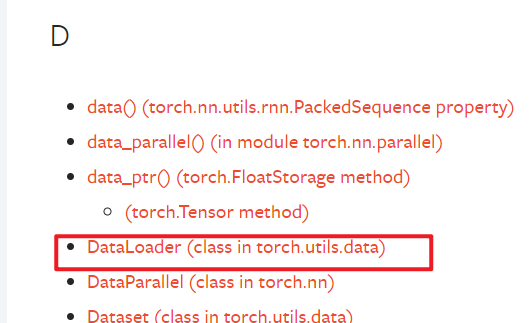 D
data() (torch.nn.utils.rnn.PackedSequence property)
data_parallel() (in module torch.nn.parallel)
data_ptr() (torch.FloatStorage method)
(torch.Tensor method)
DataLoader (class in torch.utils.data)
DataParallel (class in torch.nn)
Dataset (class in torch.utils.data)